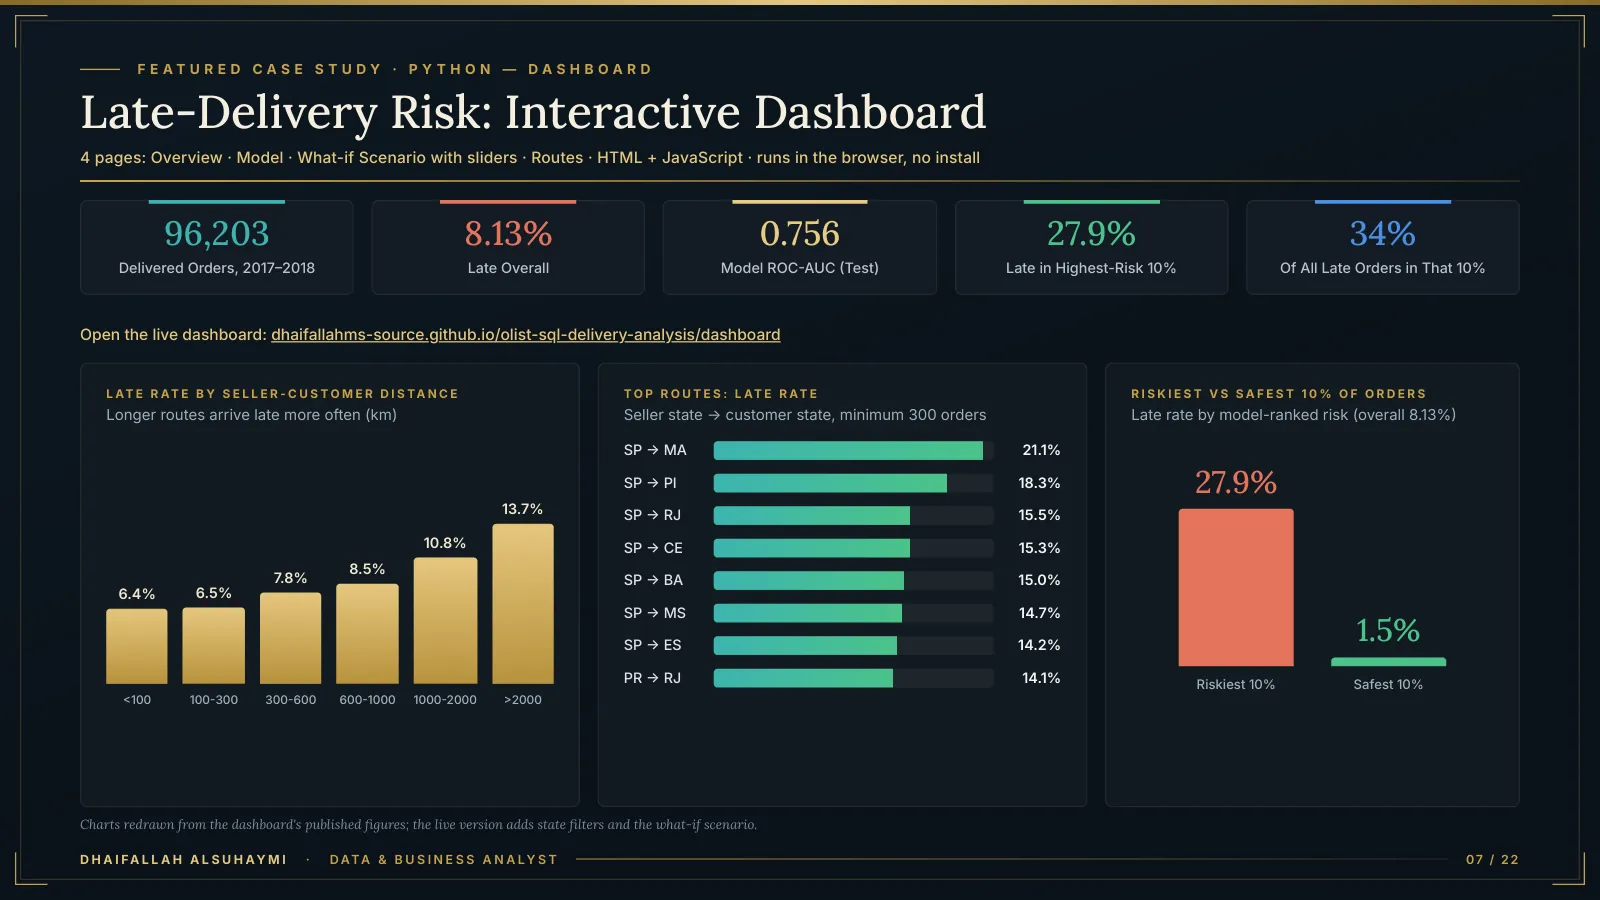 FEATURED CASE STUDY · PYTHON — DASHBOARD
Late-Delivery Risk: Interactive Dashboard
4 pages: Overview · Model · What-if Scenario with sliders · Routes · HTML + JavaScript · runs in the browser, no install
96,203
Delivered Orders, 2017–2018
8.13%
Late Overall
0.756
Model ROC-AUC (Test)
27.9%
Late in Highest-Risk 10%
34%
Of All Late Orders in That 10%
Open the live dashboard: dhaifallahms-source.github.io/olist-sql-delivery-analysis/dashboard
LATE RATE BY SELLER-CUSTOMER DISTANCE
Longer routes arrive late more often (km)
6.4%
6.5%
7.8%
8.5%
10.8%
13.7%
<100
100-300
300-600
600-1000
1000-2000
>2000
TOP ROUTES: LATE RATE
Seller state → customer state, minimum 300 orders
SP → MA 21.1%
SP → PI 18.3%
SP → RJ 15.5%
SP → CE 15.3%
SP → BA 15.0%
SP → MS 14.7%
SP → ES 14.2%
PR → RJ 14.1%
RISKIEST VS SAFEST 10% OF ORDERS
Late rate by model-ranked risk (overall 8.13%)
27.9%
1.5%
Riskiest 10%
Safest 10%
Charts redrawn from the dashboard's published figures; the live version adds state filters and the what-if scenario.
DHAIFALLAH ALSUHAYMI · DATA & BUSINESS ANALYST
07 / 22